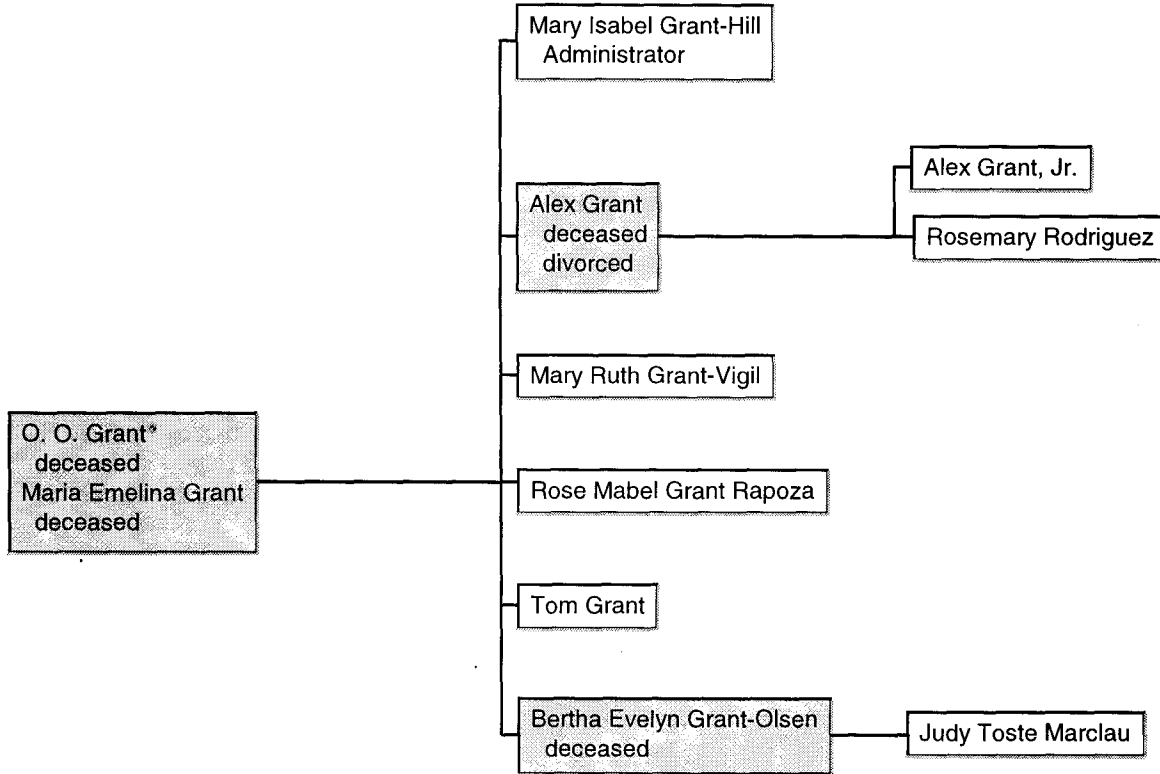 Mary Isabel Grant-Hill
Administrator
Alex Grant, Jr.
Alex Grant
deceased
divorced
Rosemary Rodriguez
Mary Ruth Grant-Vigil
O. O. Grant*
deceased
Maria Emelina Grant
deceased
Rose Mabel Grant Rapoza
Tom Grant
Bertha Evelyn Grant-Olsen
deceased
Judy Toste Marclau